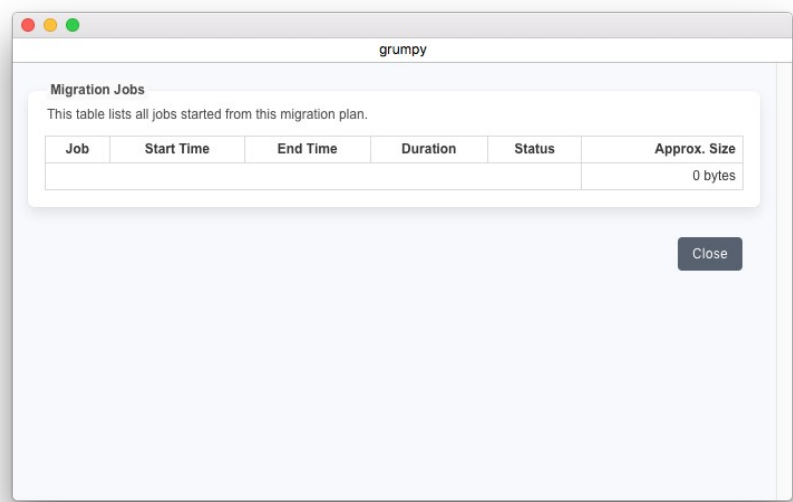 grumpy
Migration Jobs
This table lists all jobs started from this migration plan.
Job Start Time End Time Duration Status Approx. Size
0 bytes
Close